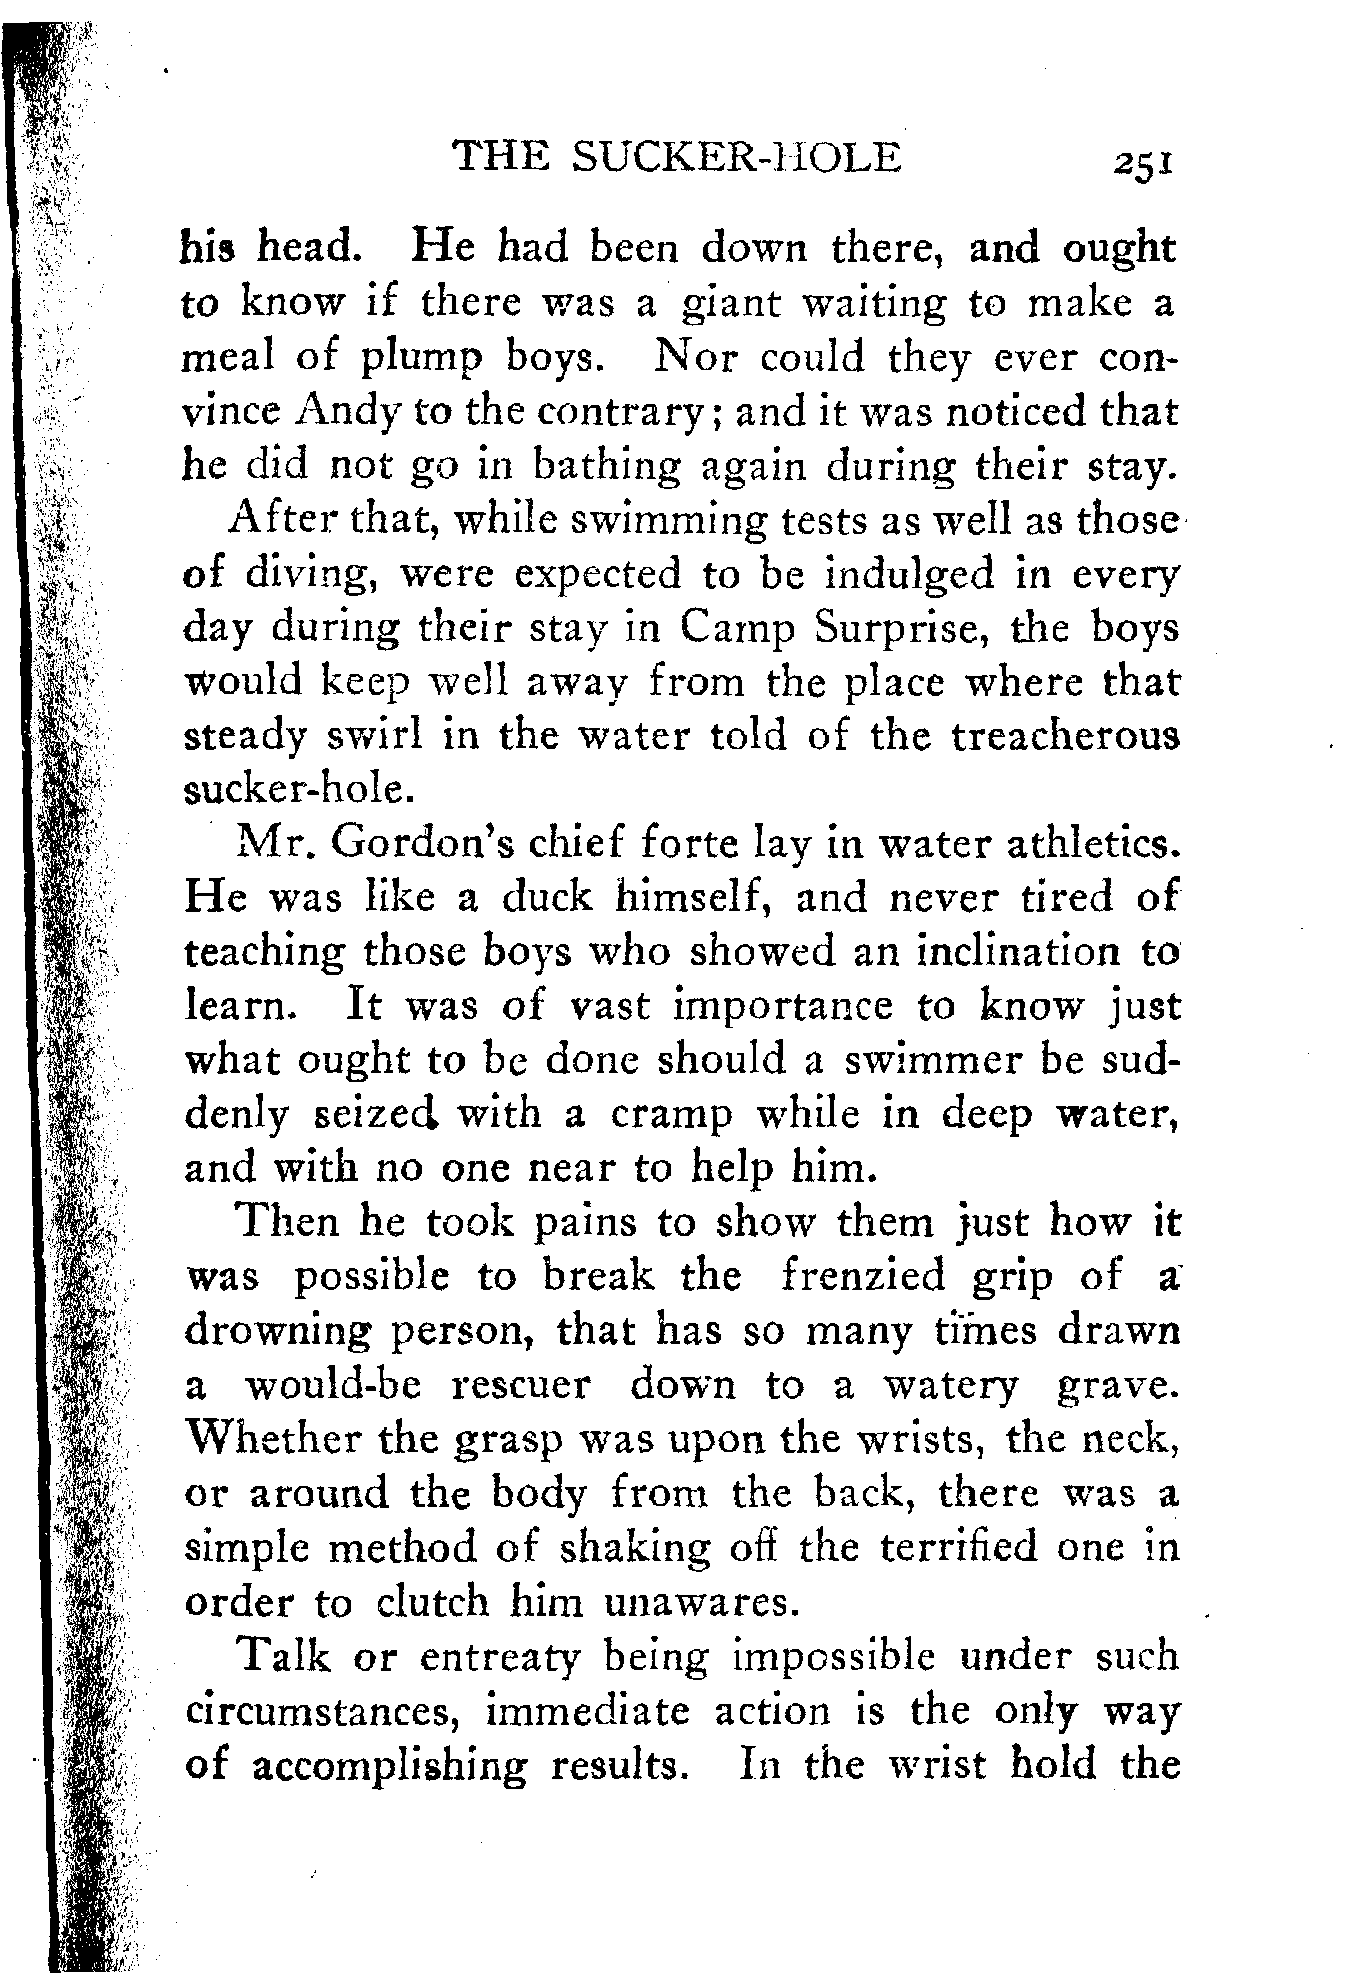 THE SUCKER-HOLE 251
his head. He had been down there, and ought
to know if there was a giant waiting to make a
meal of plump boys. Nor could they ever con-
vince Andy to the contrary; and it was noticed that
he did not go in bathing again during their stay.
After that, while swimming tests as well as those
of diving, were expected to be indulged in every
day during their stay in Camp Surprise, the boys
would keep well away from the place where that
steady swirl in the water told of the treacherous
sucker-hole.
Mr. Gordon's chief forte lay in water athletics.
He was like a duck himself, and never tired of
teaching those boys who showed an inclination to
learn. It was of vast importance to know just
what ought to be done should a swimmer be sud-
denly seized with a cramp while in deep water,
and with no one near to help him.
Then he took pains to show them just how it
was possible to break the frenzied grip of a
drowning person, that has so many times drawn
a would-be rescuer down to a watery grave.
Whether the grasp was upon the wrists, the neck,
or around the body from the back, there was a
simple method of shaking off the terrified one in
order to clutch him unawares.
Talk or entreaty being impossible under such
circumstances, immediate action is the only way
of accomplishing results. In the wrist hold the